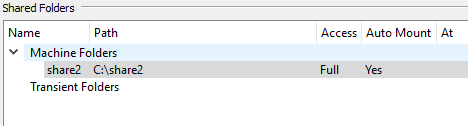 Shared Folders
Name Path Access Auto Mount At
Machine Folders
share2 C:\share2 Full Yes
Transient Folders